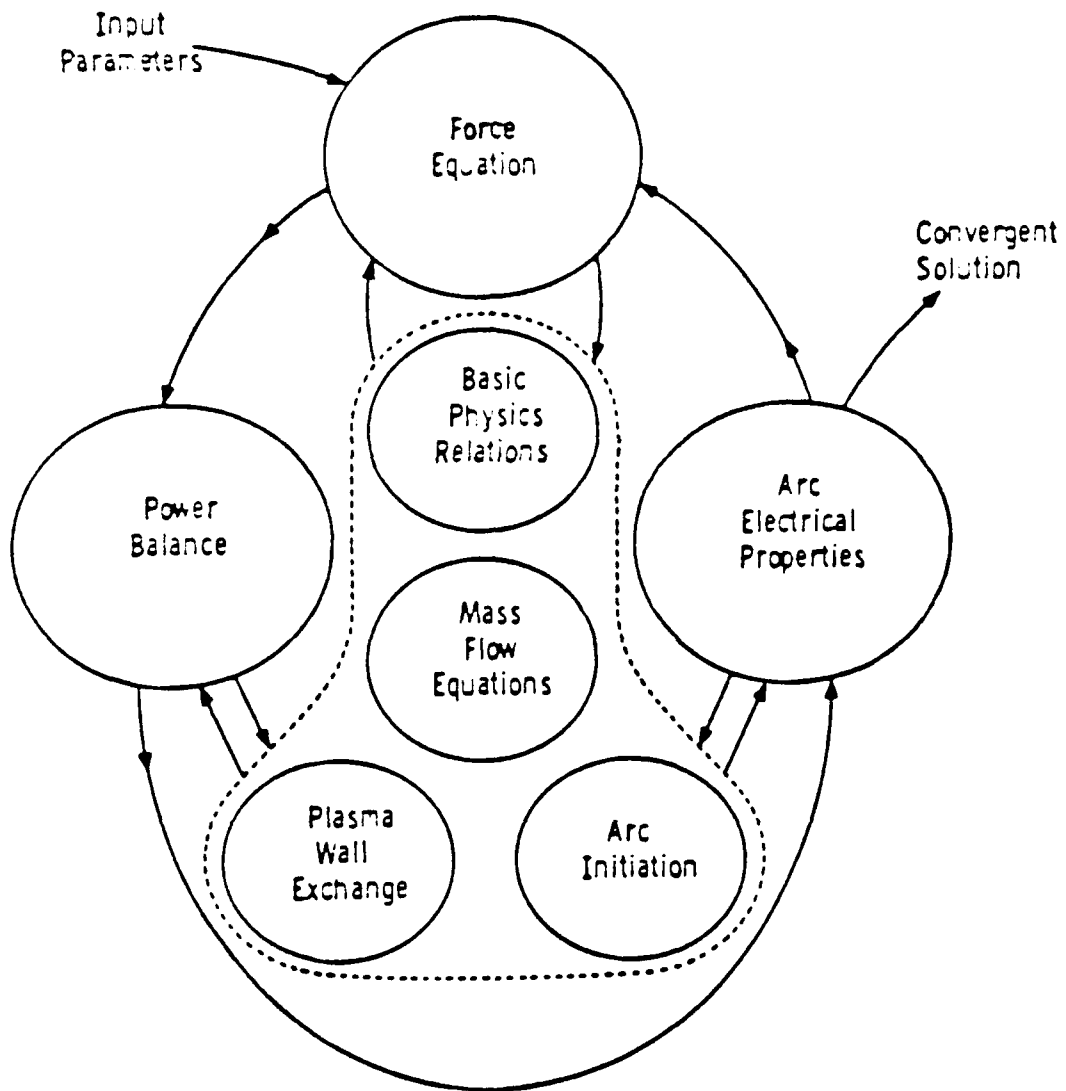 Input
Parameters
Force
Equation
Convergent
Solution
Basic
Physics
Relations
Power
Balance
Arc
Electrical
Properties
Mass
Flow
Equations
Plasma
Wall
Exchange
Arc
Initiation